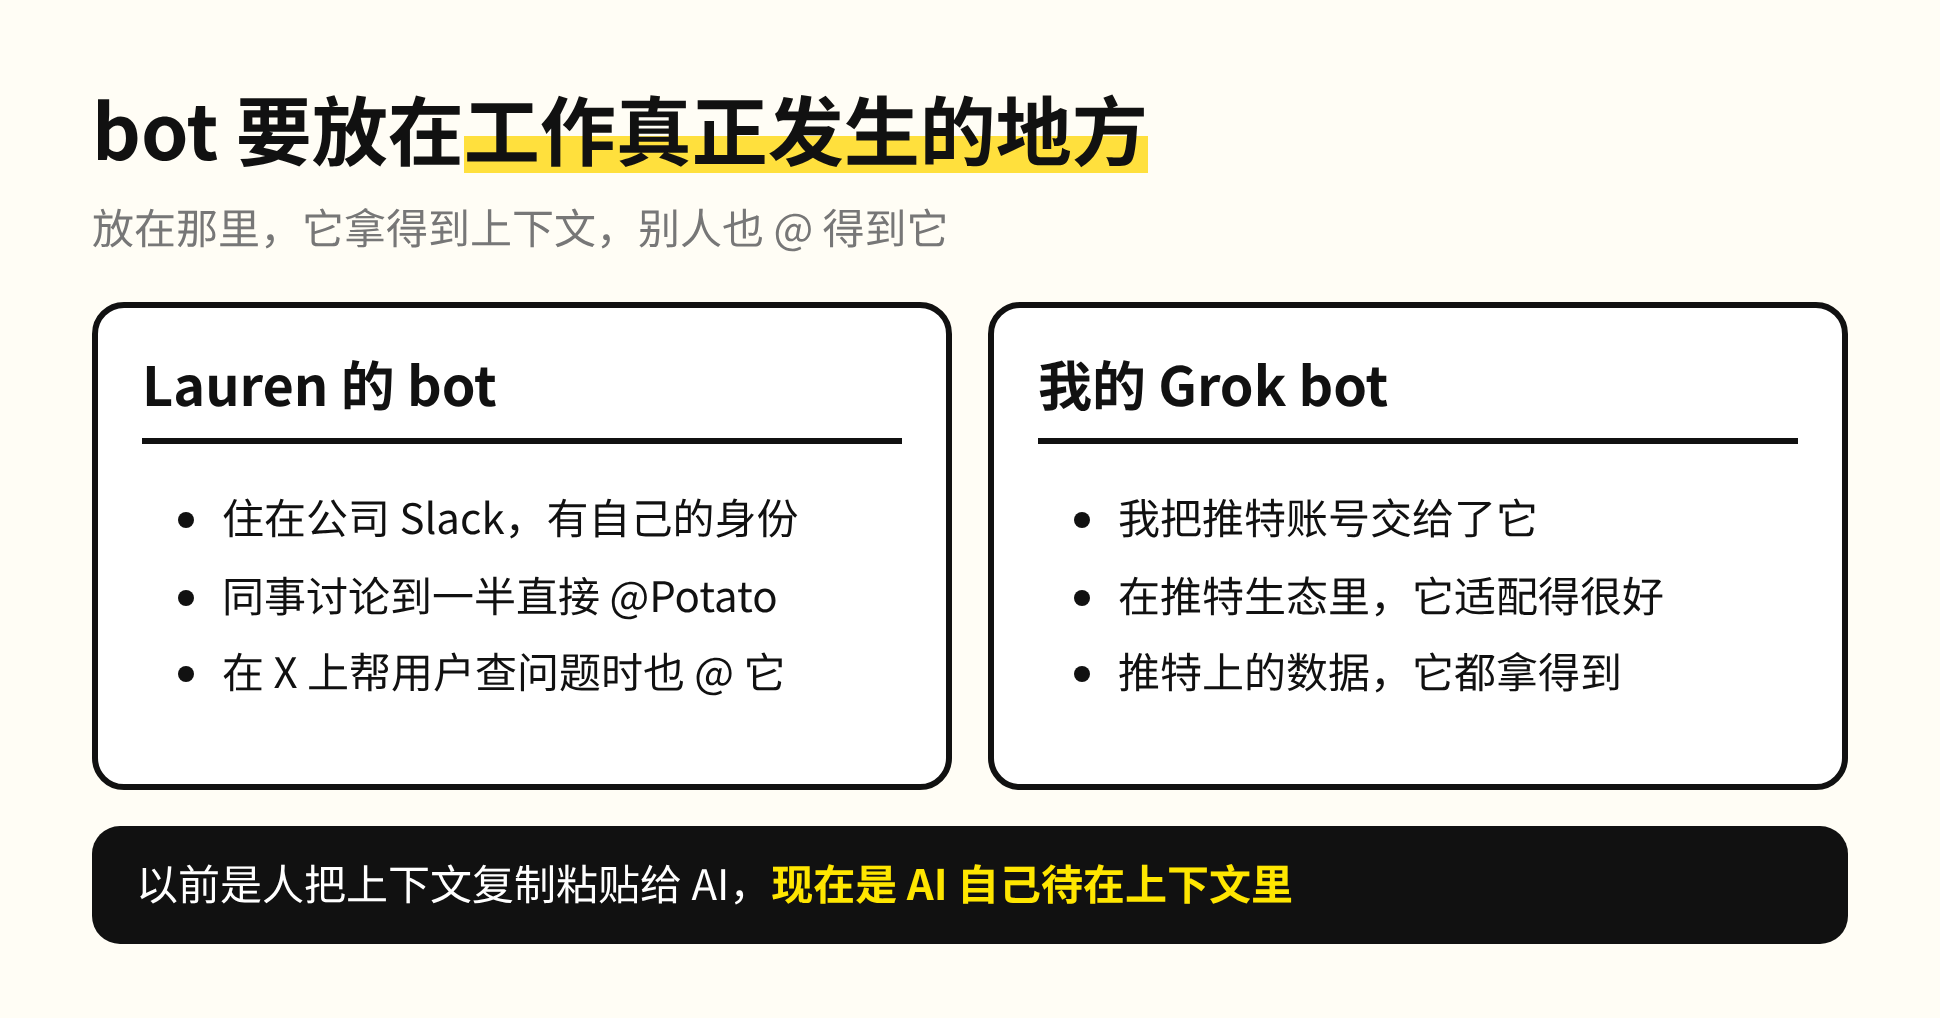 bot 要放在工作真正发生的地方
放在那里，它拿得到上下文，别人也 @ 得到它
Lauren 的 bot
住在公司 Slack，有自己的身份
同事讨论到一半直接 @Potato
在 X 上帮用户查问题时也 @ 它
我的 Grok bot
我把推特账号交给了它
在推特生态里，它适配得很好
推特上的数据，它都拿得到
以前是人把上下文复制粘贴给 AI，现在是 AI 自己待在上下文里